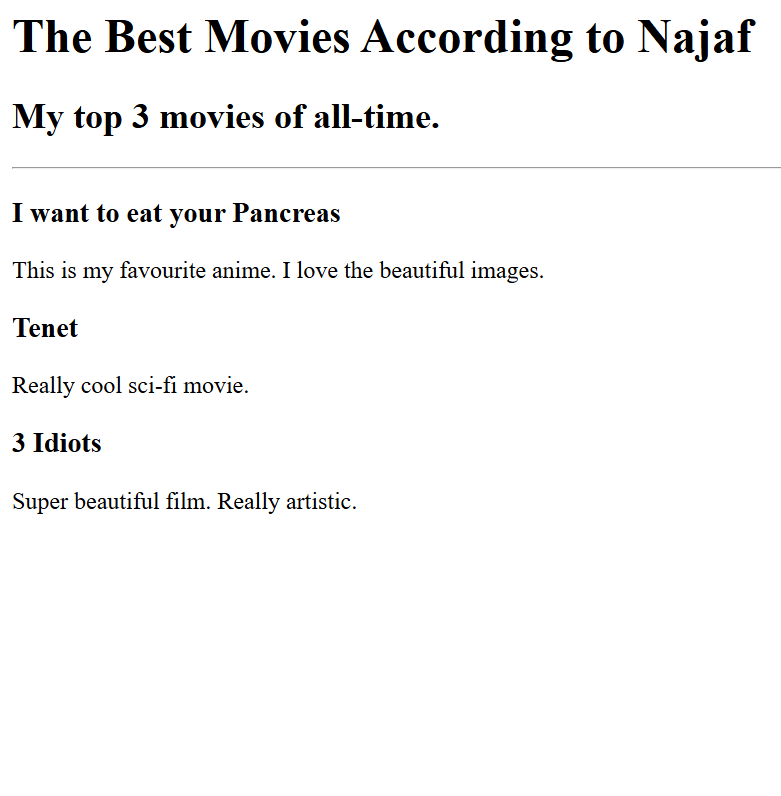 The Best Movies According to Najaf
My top 3 movies of all-time.
I want to eat your Pancreas
This is my favourite anime. I love the beautiful images.
Tenet
Really cool sci-fi movie.
3 Idiots
Super beautiful film. Really artistic.